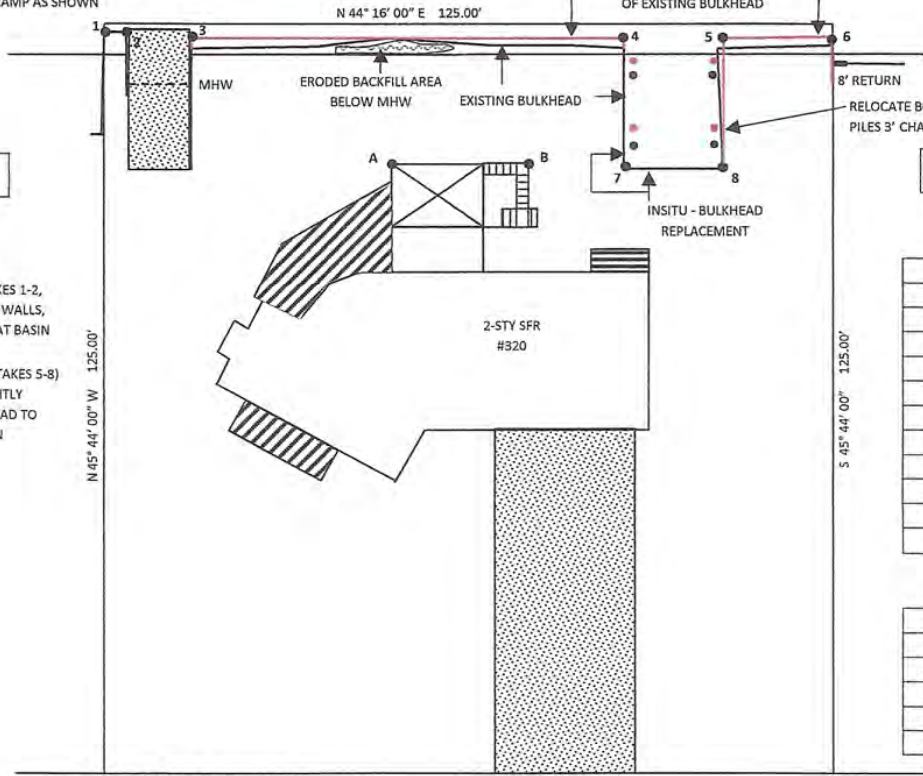 AMP AS SHOWN
N 44° 16' 00" E 125.00'
OF EXISTING BULKHEAD
1
2
3
4
5
6
MHW
ERODED BACKFILL AREA
BELOW MHW
EXISTING BULKHEAD
8' RETURN
RELOCATE B
PILES 3' CHA
A
B
7
8
INSITU - BULKHEAD
REPLACEMENT
KES 1-2,
WALLS,
AT BASIN
TAKES 5-8)
TLY
AD TO
N
2-STY SFR
#320
N 45° 44' 00" W 125.00'
S 45° 44' 00" W 125.00'